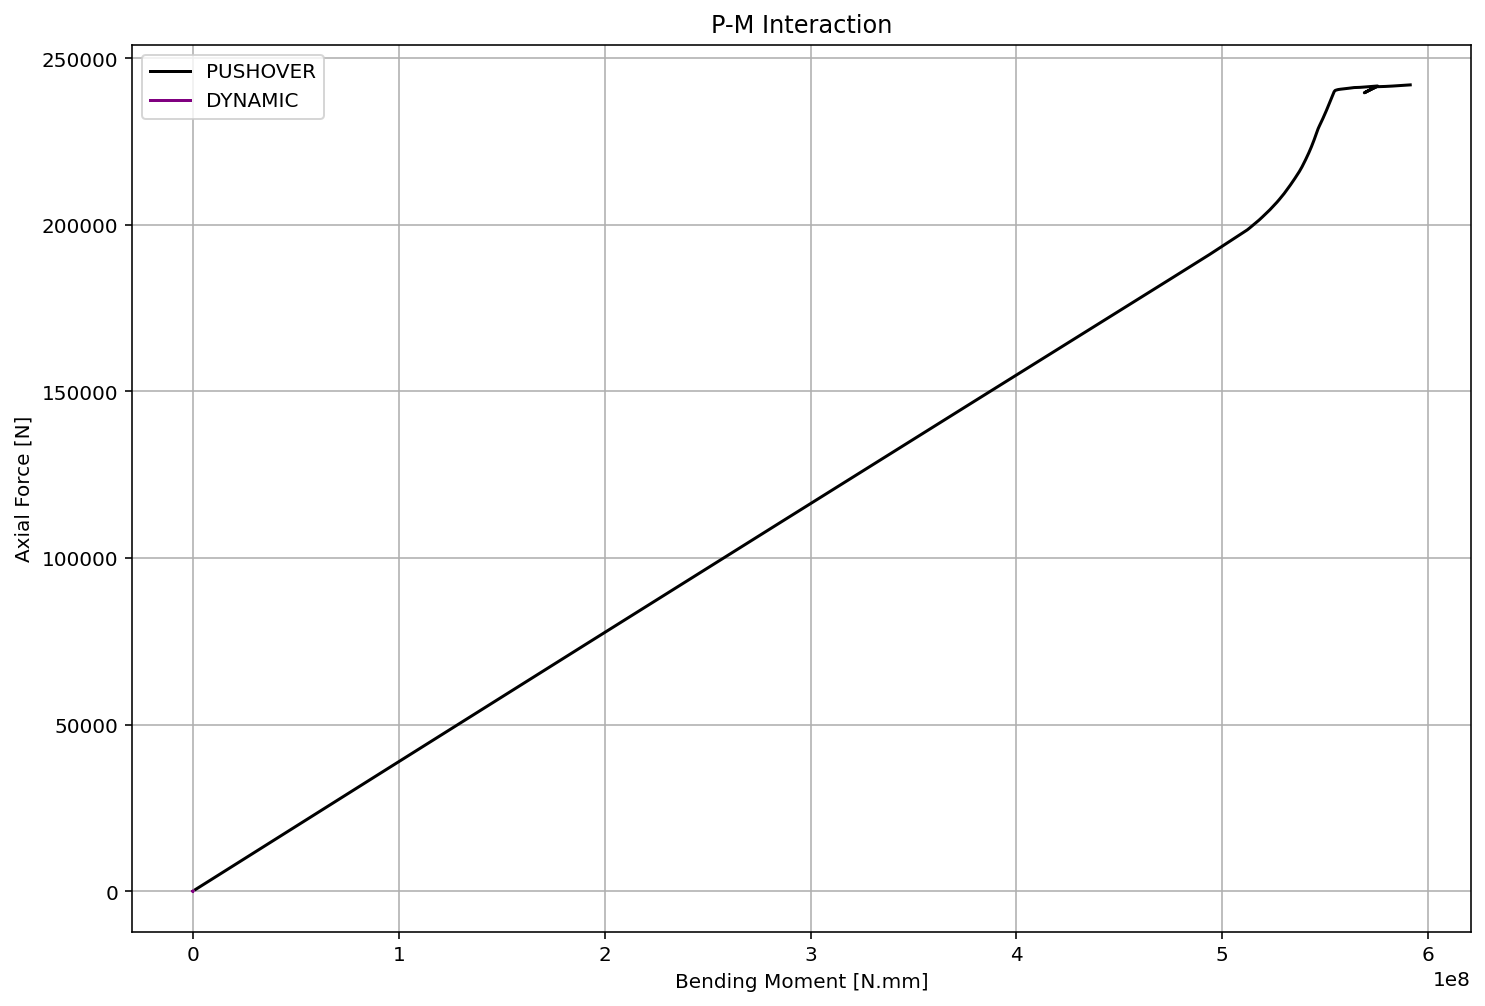 P-M Interaction
PUSHOVER
DYNAMIC
Axial Force [N]
250000
200000
150000
100000
50000
0
0 1 2 3 4 5 6
1e8
Bending Moment [N.mm]